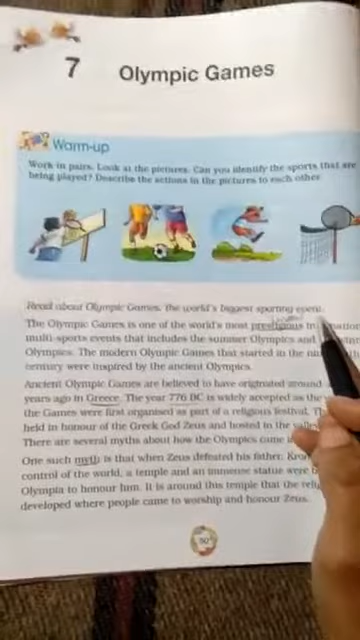 7 Olympic Games
Warm-up
Work in pairs. Look at the pictures. Can you identify the sports that are
being played? Describe the actions in the pictures to each other.
Read about Olympic Games, the world's biggest sporting event.
The Olympic Games is one of the world's most prestigious
multi-sports events that includes the summer Olympics and
Olympics. The modern Olympic Games that started in the
century were inspired by the ancient Olympics.
Ancient Olympic Games are believed to have originated around
years ago in Greece. The year 776 BC is widely accepted as the
the Games were first organised as part of a religious festival.
held in honour of the Greek God Zeus and hosted in the valley
There are several myths about how the Olympics came
One such myth is that when Zeus defeated his father,
control of the world, a temple and an immense statue were
Olympia to honour him. It is around this temple that the
developed where people came to worship and honour Zeus.
50